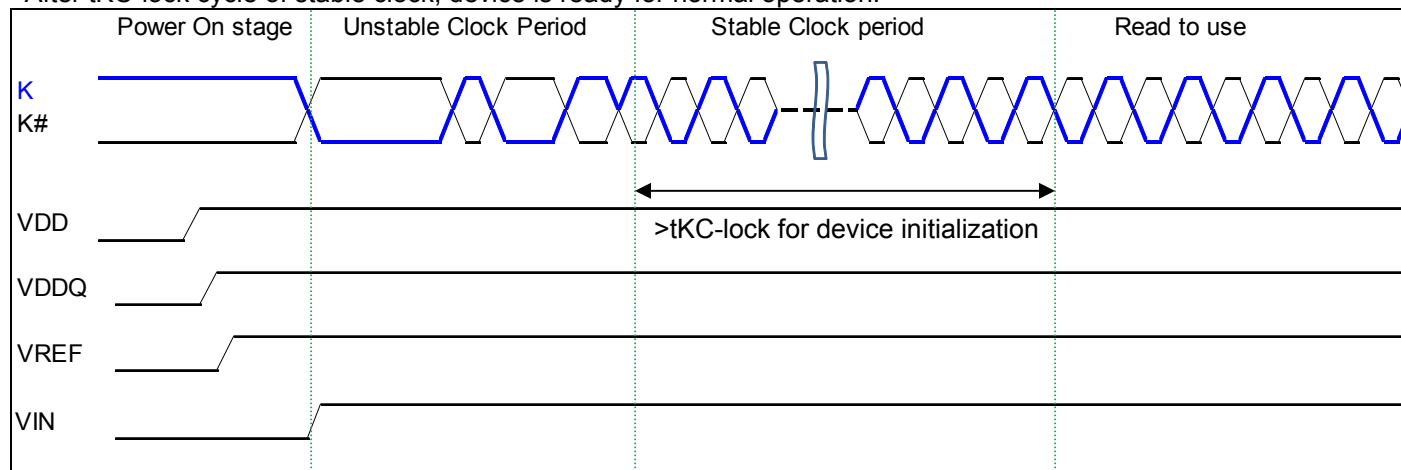 After tKC-lock cycle of stable clock, device is ready for normal operation.
Power On stage Unstable Clock Period Stable Clock period Read to use
K
K#
VDD
>tKC-lock for device initialization
VDDQ
VREF
VIN